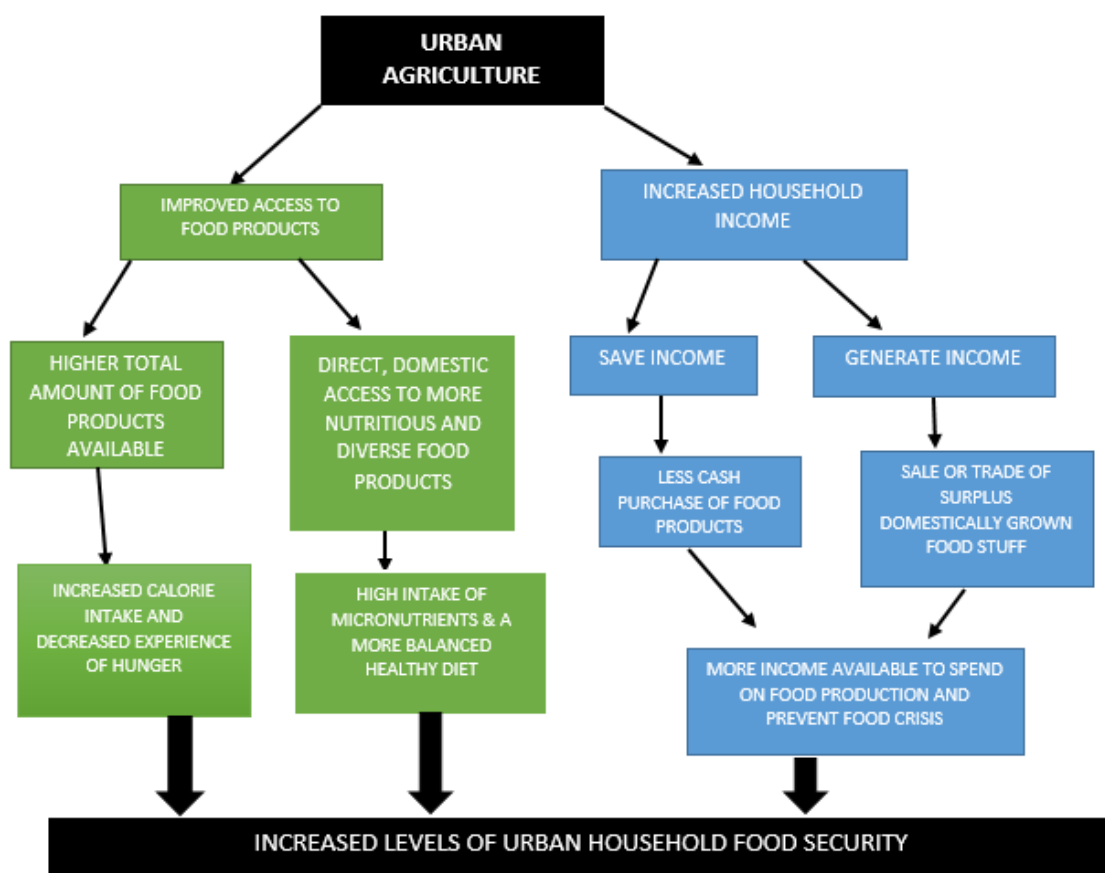 URBAN
AGRICULTURE
IMPROVED ACCESS TO
FOOD PRODUCTS
INCREASED HOUSEHOLD
INCOME
HIGHER TOTAL
AMOUNT OF FOOD
PRODUCTS
AVAILABLE
DIRECT, DOMESTIC
ACCESS TO MORE
NUTRITIOUS AND
DIVERSE FOOD
PRODUCTS
SAVE INCOME
GENERATE INCOME
LESS CASH
PURCHASE OF FOOD
PRODUCTS
SALE OR TRADE OF
SURPLUS
DOMESTICALLY GROWN
FOOD STUFF
INCREASED CALORIE
INTAKE AND
DECREASED EXPERIENCE
OF HUNGER
HIGH INTAKE OF
MICRONUTRIENTS & A
MORE BALANCED
HEALTHY DIET
MORE INCOME AVAILABLE TO SPEND
ON FOOD PRODUCTION AND
PREVENT FOOD CRISIS
INCREASED LEVELS OF URBAN HOUSEHOLD FOOD SECURITY